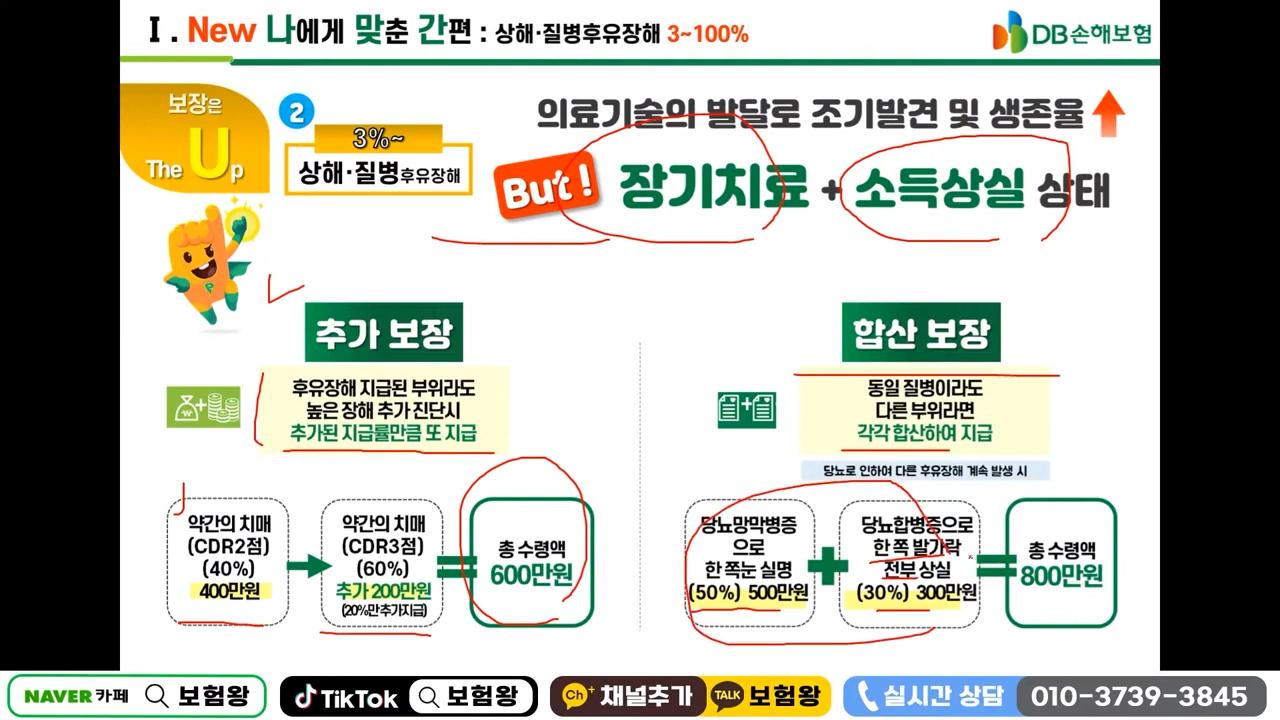 I. New 나에게 맞춘 간편 : 상해·질병후유장해 3~100%
DB손해보험
보장은
The Up
2
3%~
상해·질병후유장해
의료기술의 발달로 조기발견 및 생존율
But! 장기치료 + 소득상실 상태
추가 보장
후유장해 지급된 부위라도
높은 장해 추가 진단시
추가된 지급률만큼 또 지급
약간의 치매
(CDR2점)
(40%)
400만원
약간의 치매
(CDR3점)
(60%)
추가 200만원
(20%만 추가지급)
총 수령액
600만원
합산 보장
동일 질병이라도
다른 부위라면
각각 합산하여 지급
당뇨로 인하여 다른 후유장해 계속 발생 시
당뇨망막병증
으로
한 쪽눈 실명
(50%) 500만원
당뇨합병증으로
한 쪽 발가락
전부 상실
(30%) 300만원
총 수령액
800만원
NAVER 카페 보험왕
TikTok 보험왕
Ch+ 채널추가 TALK 보험왕
실시간 상담 010-3739-3845